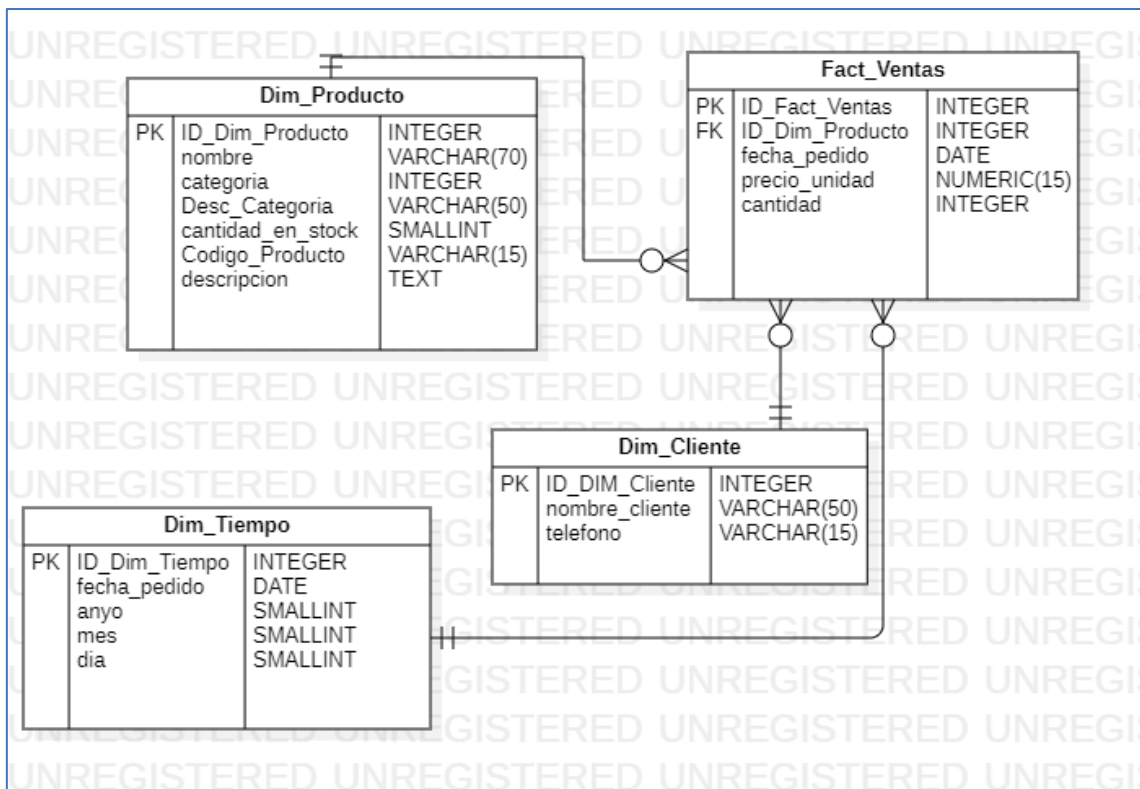 Dim_Producto
PK ID_Dim_Producto INTEGER
nombre VARCHAR(70)
categoria INTEGER
Desc_Categoria VARCHAR(50)
cantidad_en_stock SMALLINT
Codigo_Producto VARCHAR(15)
descripcion TEXT
Fact_Ventas
PK ID_Fact_Ventas INTEGER
FK ID_Dim_Producto INTEGER
fecha_pedido DATE
precio_unidad NUMERIC(15)
cantidad INTEGER
Dim_Cliente
PK ID_DIM_Cliente INTEGER
nombre_cliente VARCHAR(50)
telefono VARCHAR(15)
Dim_Tiempo
PK ID_Dim_Tiempo INTEGER
fecha_pedido DATE
anyo SMALLINT
mes SMALLINT
dia SMALLINT
UNREGISTERED